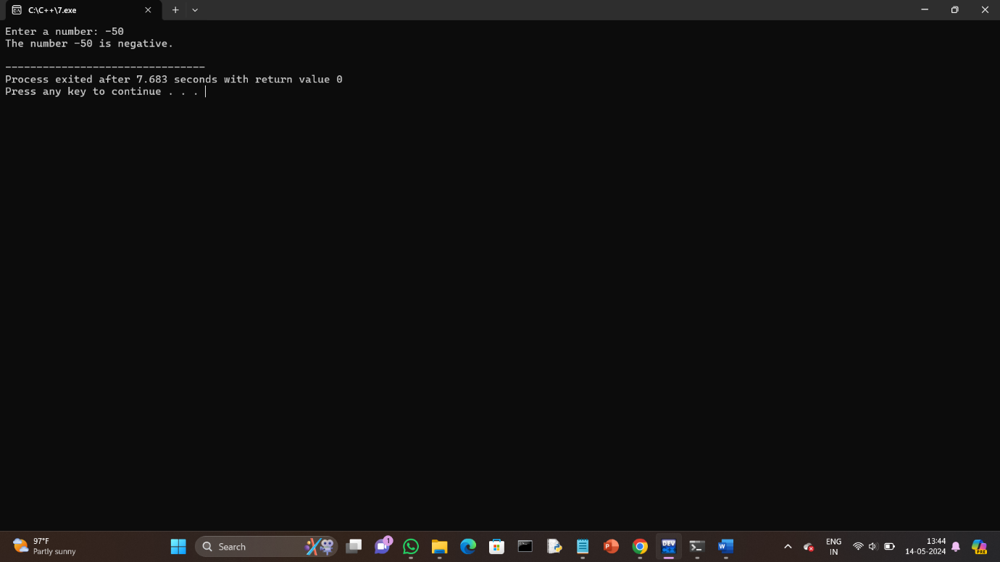 C:\C++\7.exe
Enter a number: -50
The number -50 is negative.
--------------------------------
Process exited after 7.683 seconds with return value 0
Press any key to continue . . .
97°F
Partly sunny
Search
1
P
DEV
W
ENG
IN
13:44
14-05-2024
PRE